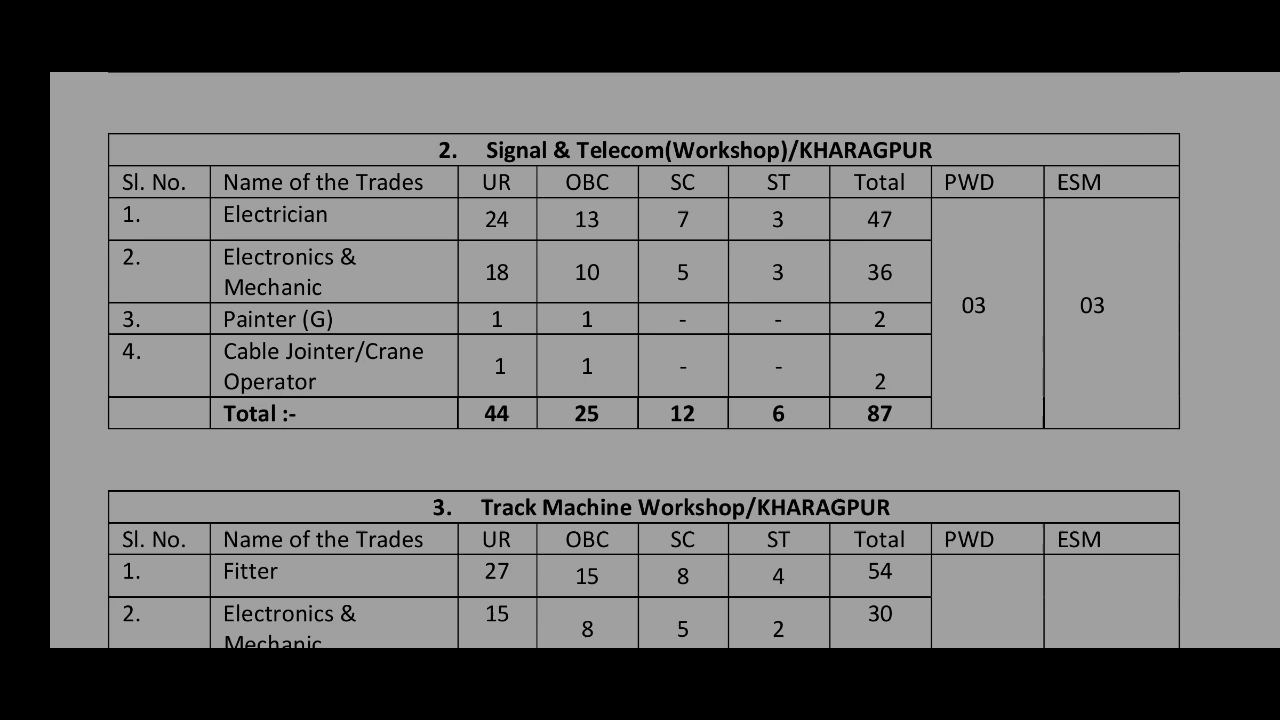 2. Signal & Telecom(Workshop)/KHARAGPUR
Sl. No. Name of the Trades UR OBC SC ST Total PWD ESM
1. Electrician 24 13 7 3 47 03 03
2. Electronics & Mechanic 18 10 5 3 36
3. Painter (G) 1 1 - - 2
4. Cable Jointer/Crane Operator 1 1 - - 2
Total :- 44 25 12 6 87
3. Track Machine Workshop/KHARAGPUR
Sl. No. Name of the Trades UR OBC SC ST Total PWD ESM
1. Fitter 27 15 8 4 54
2. Electronics & Mechanic 15 8 5 2 30